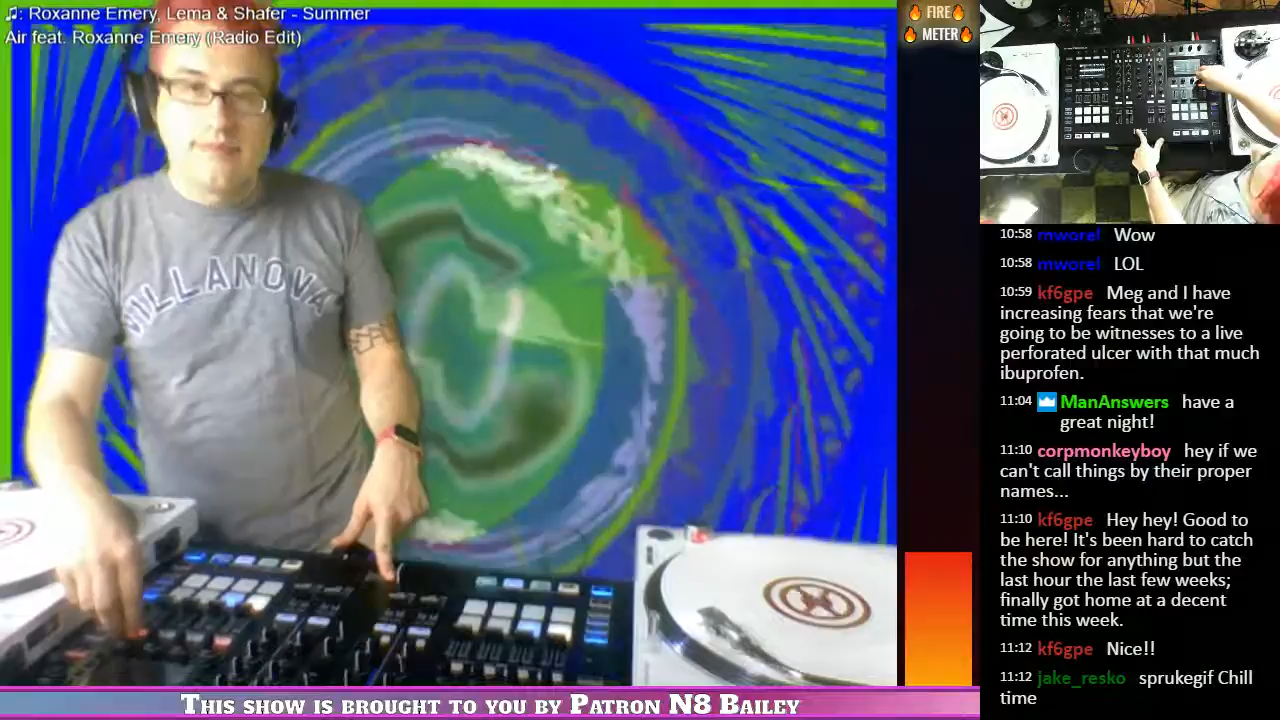 ♫: Roxanne Emery, Lema & Shafer - Summer
Air feat. Roxanne Emery (Radio Edit)
🔥 FIRE🔥
🔥 METER🔥
VILLANOVA
10:58 mworel Wow
10:58 mworel LOL
10:59 kf6gpe Meg and I have
increasing fears that we're
going to be witnesses to a live
perforated ulcer with that much
ibuprofen.
11:04 ManAnswers have a
great night!
11:10 corpmonkeyboy hey if we
can't call things by their proper
names...
11:10 kf6gpe Hey hey! Good to
be here! It's been hard to catch
the show for anything but the
last hour the last few weeks;
finally got home at a decent
time this week.
11:12 kf6gpe Nice!!
11:12 jake_resko sprukegif Chill
time
THIS SHOW IS BROUGHT TO YOU BY PATRON N8 BAILEY